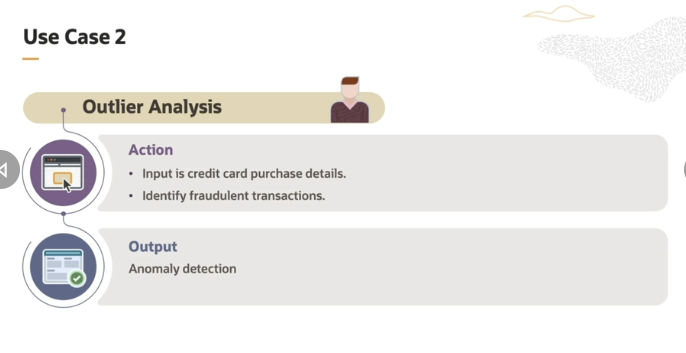 Use Case 2
Outlier Analysis
Action
• Input is credit card purchase details.
• Identify fraudulent transactions.
Output
Anomaly detection